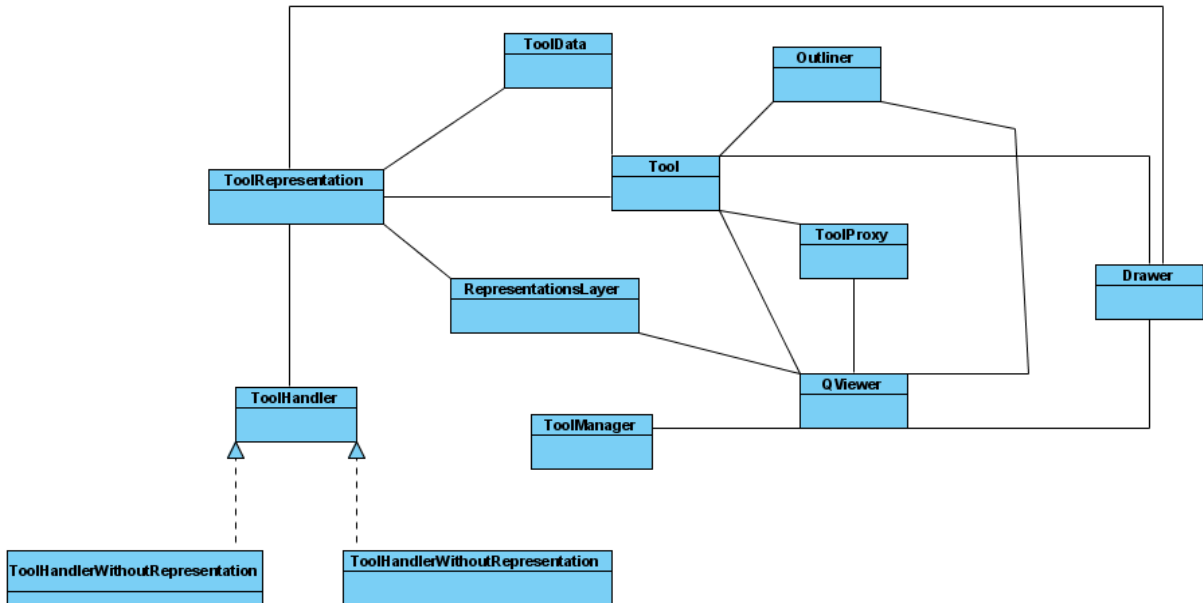 ToolData
Outliner
Tool
ToolRepresentation
ToolProxy
Drawer
RepresentationsLayer
QViewer
ToolHandler
ToolManager
ToolHandlerWithoutRepresentation
ToolHandlerWithoutRepresentation